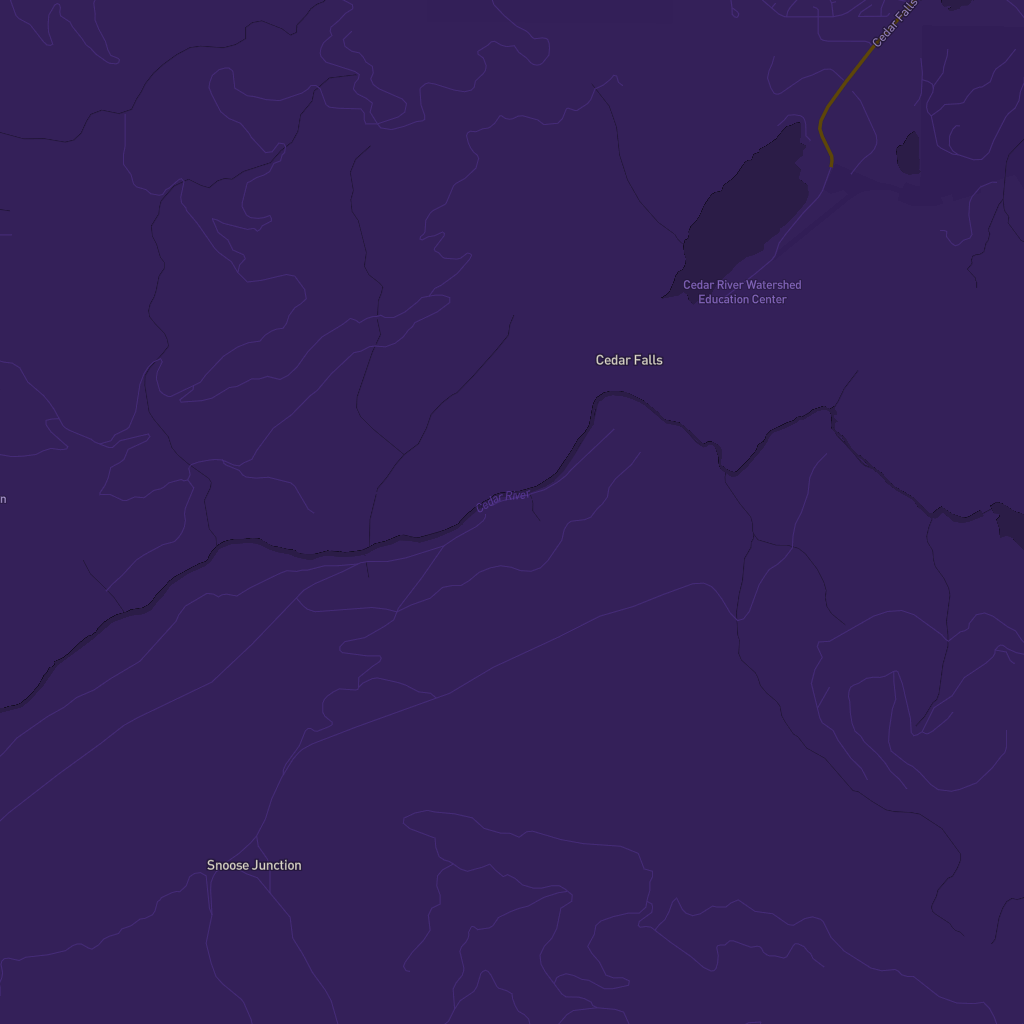 Cedar Falls
Cedar River Watershed
Education Center
Cedar Falls
Cedar River
n
Snoose Junction